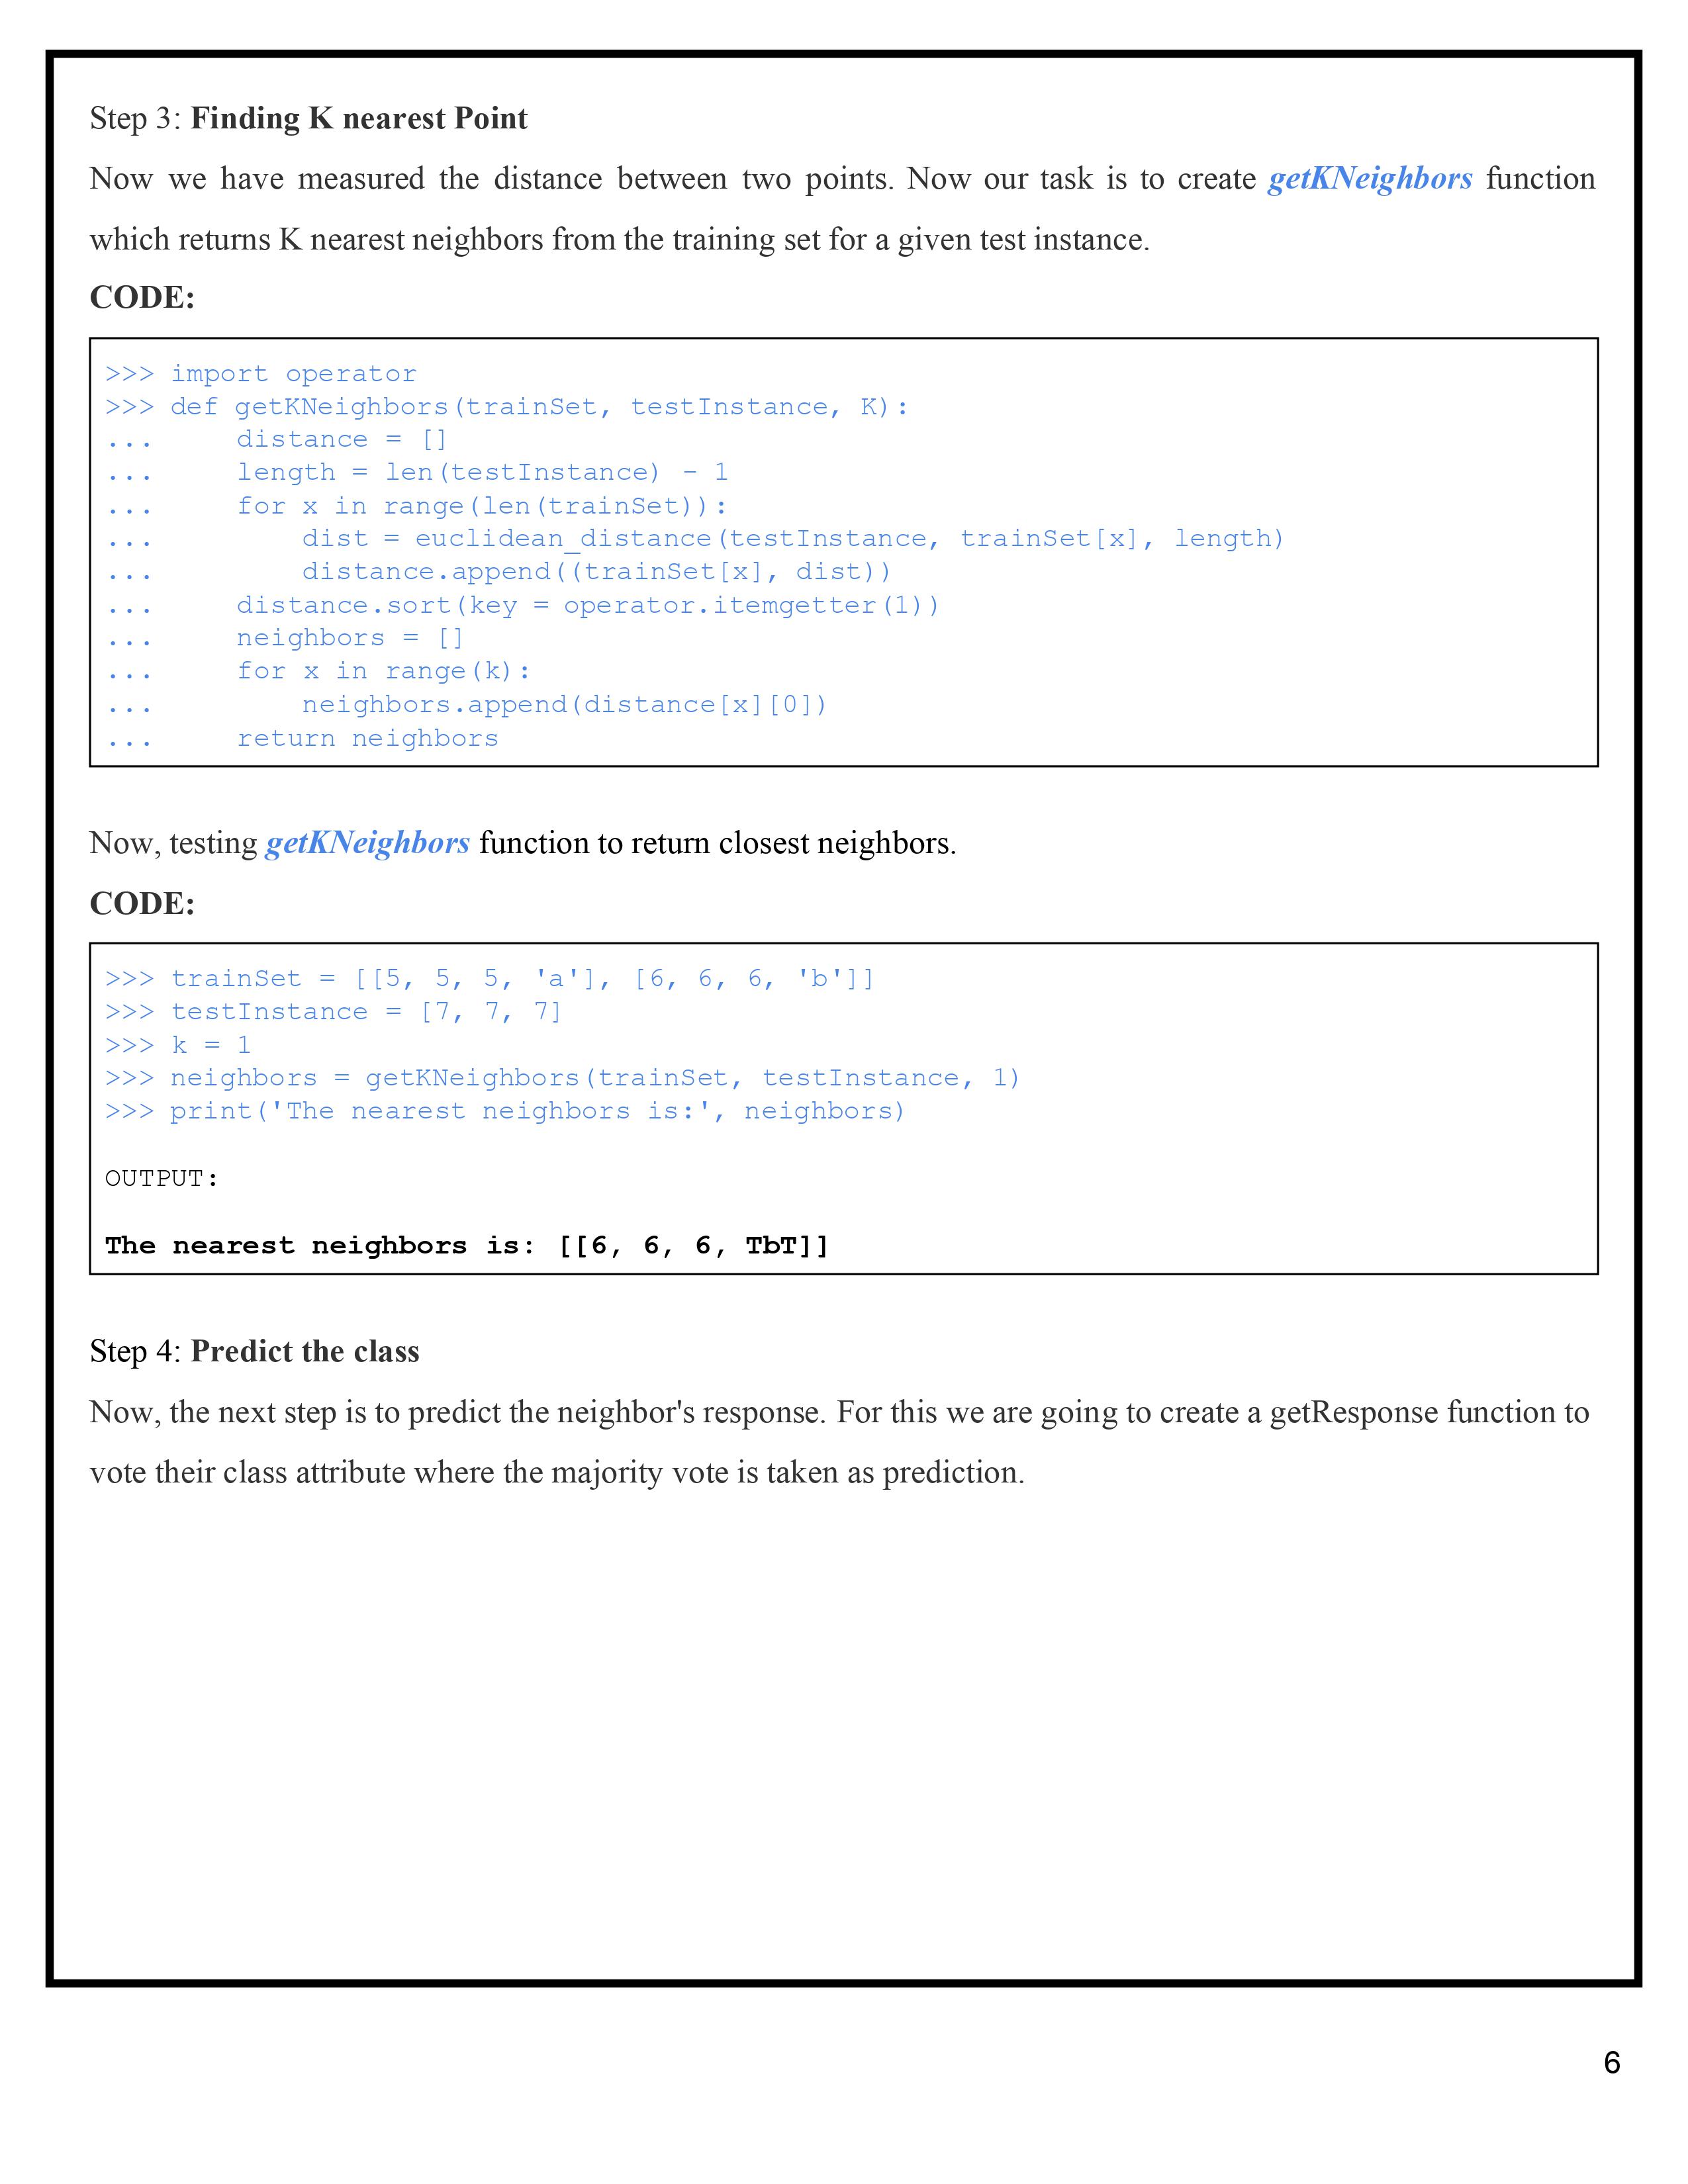 Step 3: Finding K nearest Point
Now we have measured the distance between two points. Now our task is to create getKNeighbors function
which returns K nearest neighbors from the training set for a given test instance.
CODE:
>>> import operator
>>> def getKNeighbors(trainSet, testInstance, K):
...     distance = []
...     length = len(testInstance) – 1
...     for x in range(len(trainSet)):
...         dist = euclidean_distance(testInstance, trainSet[x], length)
...         distance.append((trainSet[x], dist))
...     distance.sort(key = operator.itemgetter(1))
...     neighbors = []
...     for x in range(k):
...         neighbors.append(distance[x][0])
...     return neighbors
Now, testing getKNeighbors function to return closest neighbors.
CODE:
>>> trainSet = [[5, 5, 5, 'a'], [6, 6, 6, 'b']]
>>> testInstance = [7, 7, 7]
>>> k = 1
>>> neighbors = getKNeighbors(trainSet, testInstance, 1)
>>> print('The nearest neighbors is:', neighbors)
OUTPUT:
The nearest neighbors is: [[6, 6, 6, TbT]]
Step 4: Predict the class
Now, the next step is to predict the neighbor's response. For this we are going to create a getResponse function to
vote their class attribute where the majority vote is taken as prediction.
6